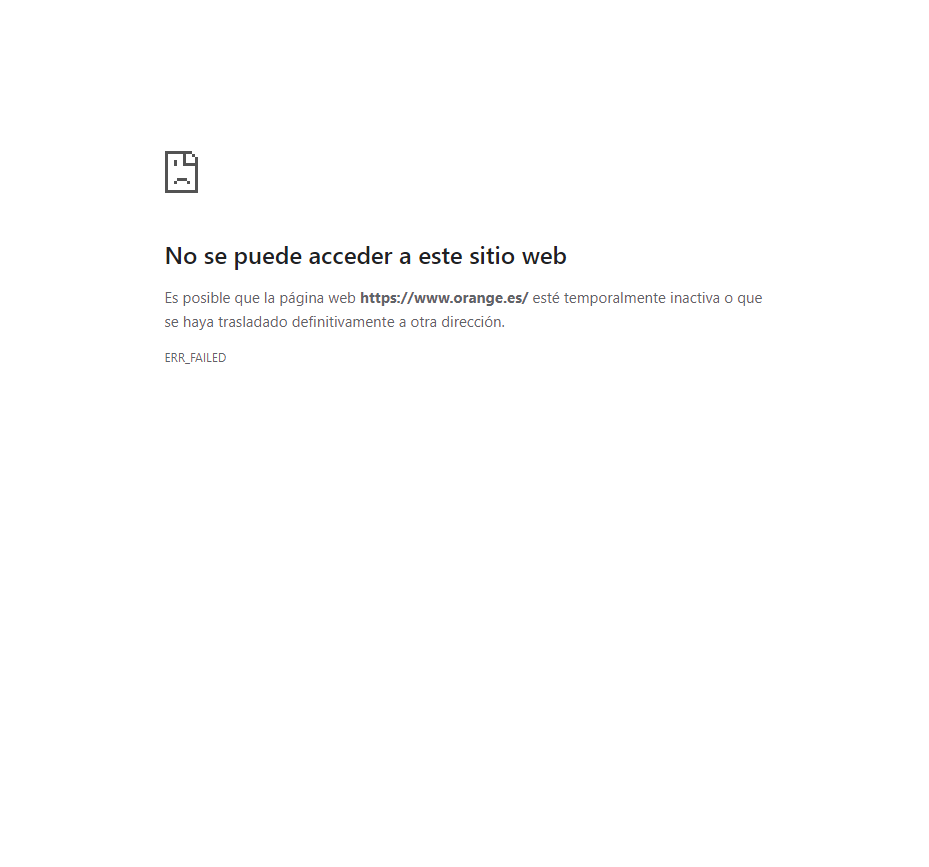 No se puede acceder a este sitio web
Es posible que la página web https://www.orange.es/ esté temporalmente inactiva o que
se haya trasladado definitivamente a otra dirección.
ERR_FAILED